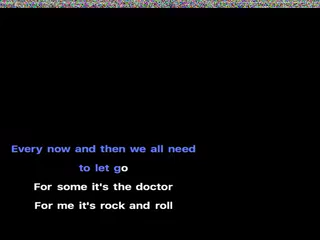 Every now and then we all need
to let go
For some it's the doctor
For me it's rock and roll